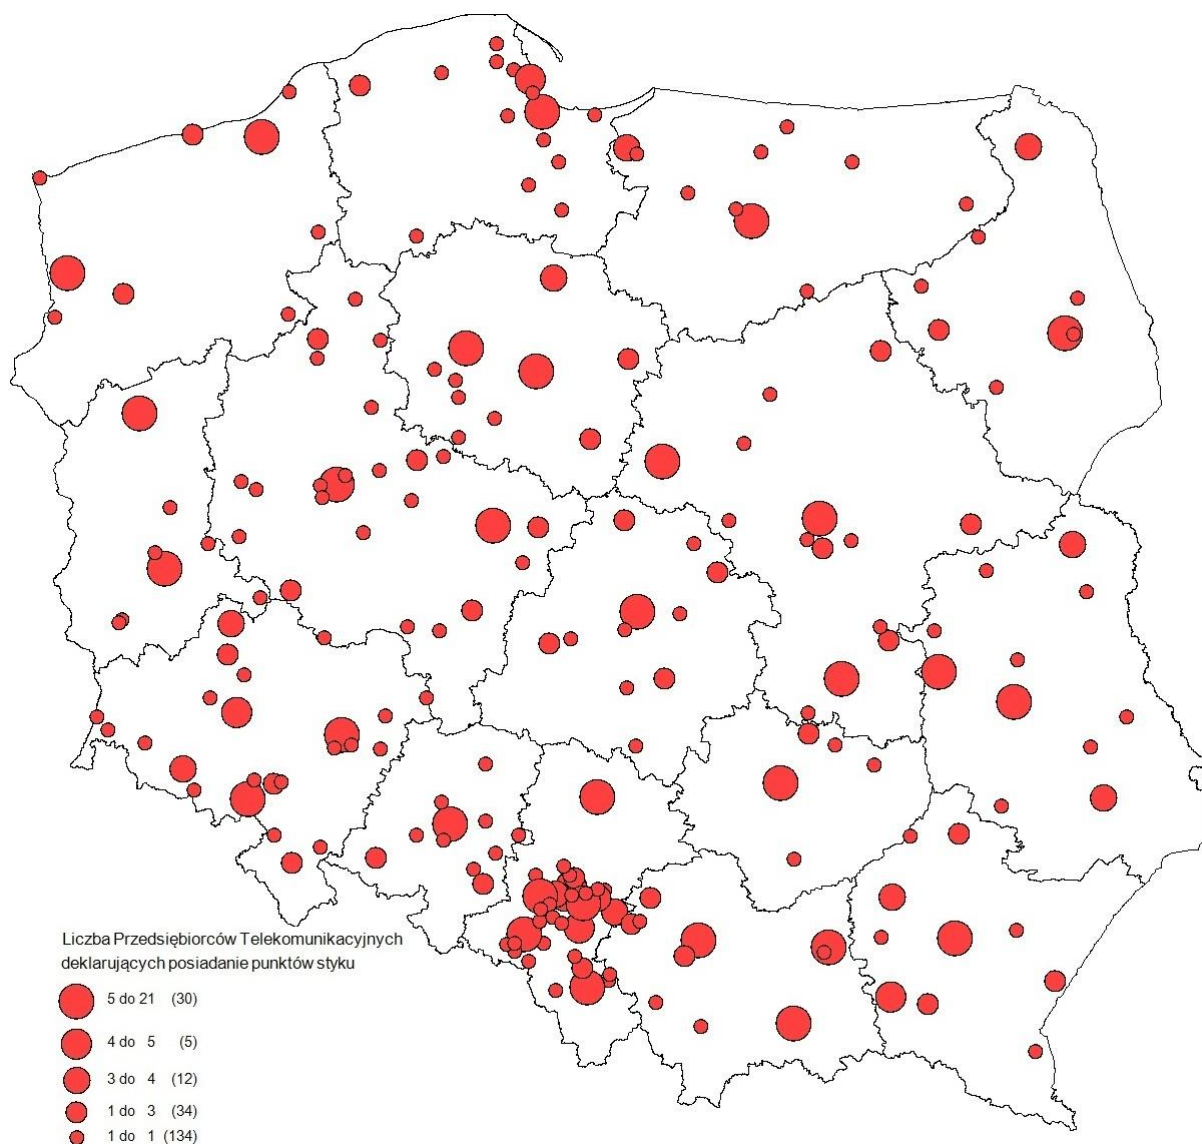 Liczba Przedsiębiorców Telekomunikacyjnych
deklarujących posiadanie punktów styku
5 do 21 (30)
4 do 5 (5)
3 do 4 (12)
1 do 3 (34)
1 do 1 (134)